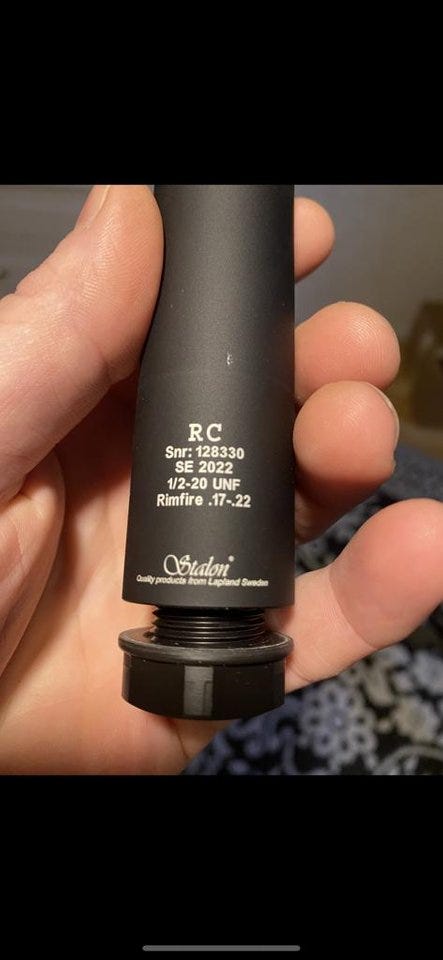 RC
Snr: 128330
SE 2022
1/2-20 UNF
Rimfire .17-.22
Stalon®
Quality products from Lapland Sweden